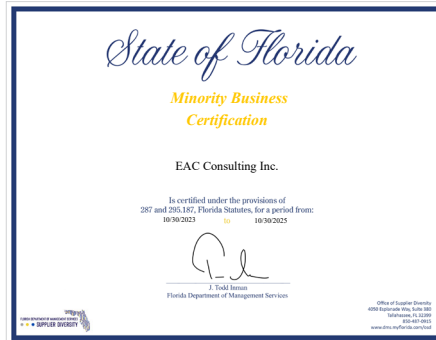 State of Florida
Minority Business
Certification
EAC Consulting Inc.
Is certified under the provisions of
287 and 295.187, Florida Statutes, for a period from:
10/30/2023 to 10/30/2025
J. Todd Inman
Florida Department of Management Services
FLORIDA DEPARTMENT OF MANAGEMENT SERVICES
SUPPLIER DIVERSITY
Office of Supplier Diversity
4050 Esplanade Way, Suite 380
Tallahassee, FL 32399
850-487-0915
www.dms.myflorida.com/osd